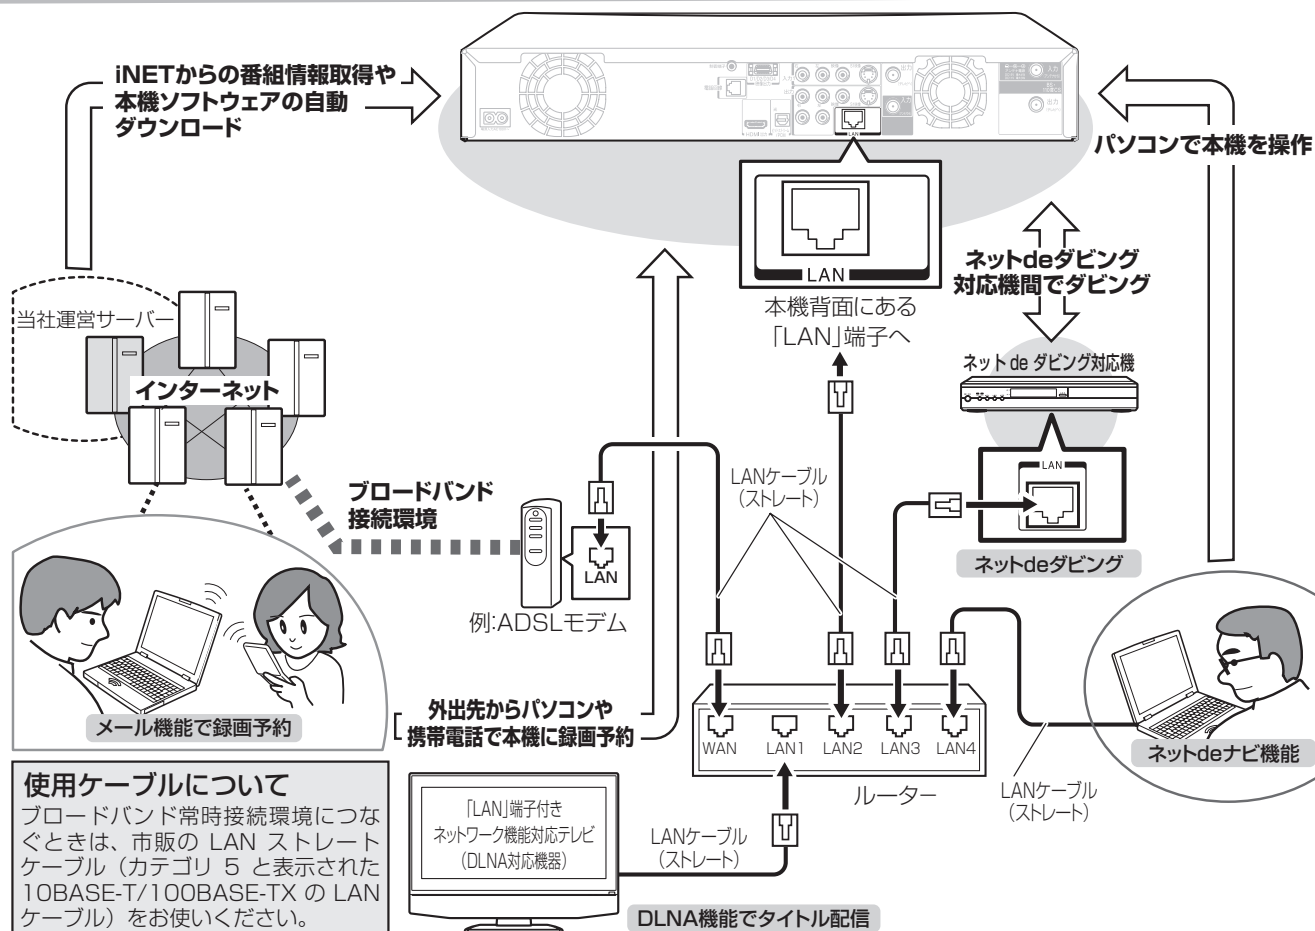 iNETからの番組情報取得や
本機ソフトウェアの自動
ダウンロード
パソコンで本機を操作
LAN
HDMI
LAN
本機背面にある
「LAN」端子へ
ネットdeダビング
対応機間でダビング
ネット de ダビング対応機
LAN
ネットdeダビング
当社運営サーバー
インターネット
ブロードバンド
接続環境
LAN
例:ADSLモデム
LANケーブル
（ストレート）
メール機能で録画予約
外出先からパソコンや
携帯電話で本機に録画予約
WAN
LAN1
LAN2
LAN3
LAN4
ルーター
LANケーブル
（ストレート）
ネットdeナビ機能
使用ケーブルについて
ブロードバンド常時接続環境につな
ぐときは、市販の LAN ストレート
ケーブル（カテゴリ 5 と表示された
10BASE-T/100BASE-TX の LAN
ケーブル）をお使いください。
「LAN」端子付き
ネットワーク機能対応テレビ
（DLNA対応機器）
LANケーブル
（ストレート）
DLNA機能でタイトル配信